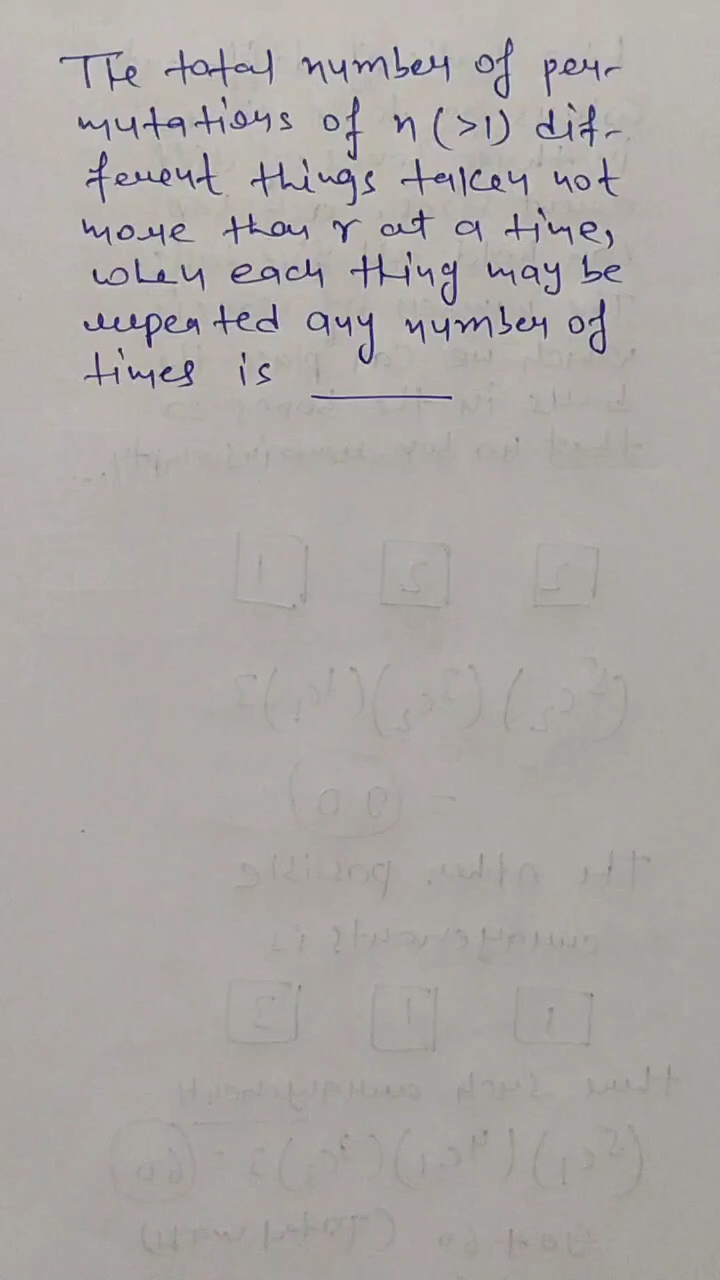 The total number of per-
mutations of n (>1) dif-
ferent things taken not
more than r at a time,
when each thing may be
repeated any number of
times is ______